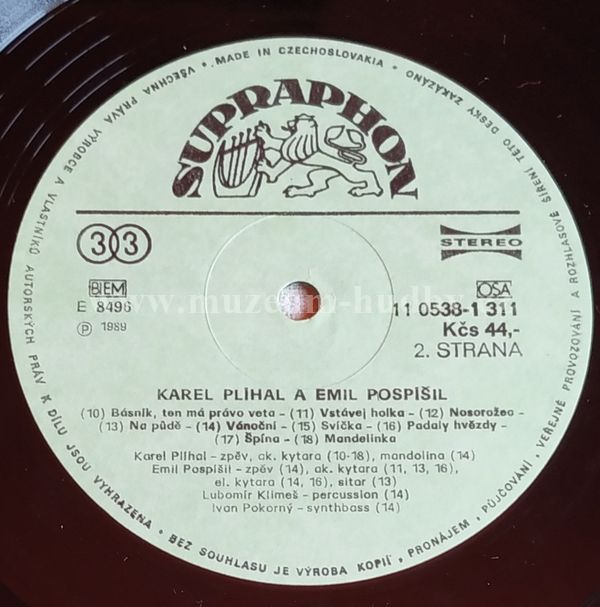 VŠECHNA PRÁVA VÝROBCE A VLASTNÍKŮ AUTORSKÝCH PRÁV K DÍLU JSOU VYHRAZENA • BEZ SOUHLASU JE VÝROBA KOPIÍ, PRONÁJEM, PŮJČOVÁNÍ, VEŘEJNÉ PROVOZOVÁNÍ A ROZHLASOVÉ ŠÍŘENÍ TÉTO DESKY ZAKÁZÁNO • MADE IN CZECHOSLOVAKIA •
SUPRAPHON
33
STEREO
BIEM
OSA
www.muzeum-hudby
E 8496
11 0538-1 311
Ⓟ 1989
Kčs 44,-
2. STRANA
KAREL PLÍHAL A EMIL POSPÍŠIL
(10) Básník, ten má právo veta – (11) Vstávej holka – (12) Nosorožec –
(13) Na půdě – (14) Vánoční – (15) Svíčka – (16) Padaly hvězdy –
(17) Špína – (18) Mandelinka
Karel Plíhal – zpěv, ak. kytara (10-18), mandolina (14)
Emil Pospíšil – zpěv (14), ak. kytara (11, 13, 16),
el. kytara (14, 16), sitar (13)
Lubomír Klimeš – percussion (14)
Ivan Pokorný – synthbass (14)